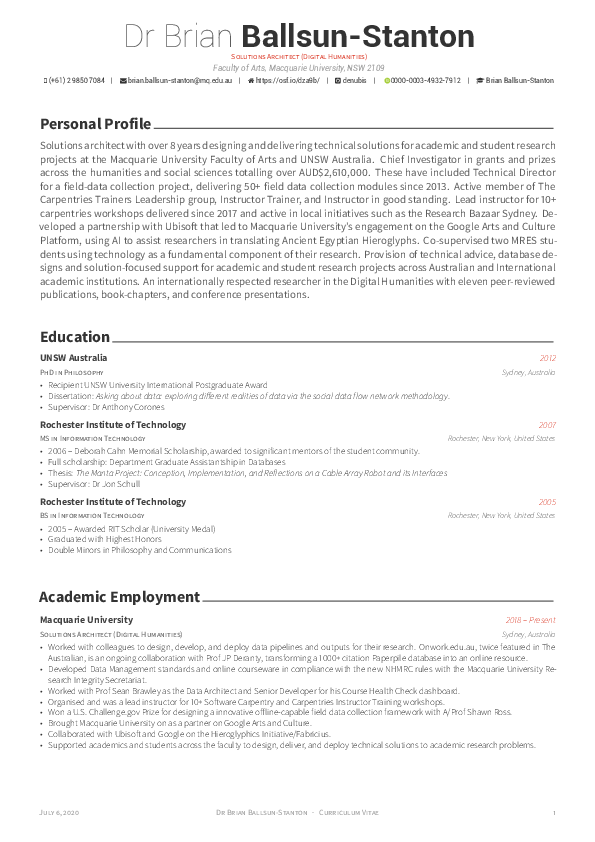 Dr Brian Ballsun-Stanton
Solutions Architect (Digital Humanities)
Faculty of Arts, Macquarie University, NSW 2109
(+61) 2 9850 7084 | brian.ballsun-stanton@mq.edu.au | https://osf.io/dza9b/ | denubis | 0000-0003-4932-7912 | Brian Ballsun-Stanton
Personal Profile
Solutions architect with over 8 years designing and delivering technical solutions for academic and student research
projects at the Macquarie University Faculty of Arts and UNSW Australia. Chief Investigator in grants and prizes
across the humanities and social sciences totalling over AUD$2,610,000. These have included Technical Director
for a field-data collection project, delivering 50+ field data collection modules since 2013. Active member of The
Carpentries Trainers Leadership group, Instructor Trainer, and Instructor in good standing. Lead instructor for 10+
carpentries workshops delivered since 2017 and active in local initiatives such as the Research Bazaar Sydney. De-
veloped a partnership with Ubisoft that led to Macquarie University's engagement on the Google Arts and Culture
Platform, using AI to assist researchers in translating Ancient Egyptian Hieroglyphs. Co-supervised two MRES stu-
dents using technology as a fundamental component of their research. Provision of technical advice, database de-
signs and solution-focused support for academic and student research projects across Australian and International
academic institutions. An internationally respected researcher in the Digital Humanities with eleven peer-reviewed
publications, book-chapters, and conference presentations.
Education
UNSW Australia 2012
PhD in Philosophy Sydney, Australia
• Recipient UNSW University International Postgraduate Award
• Dissertation: Asking about data: exploring different realities of data via the social data flow network methodology.
• Supervisor: Dr Anthony Corones
Rochester Institute of Technology 2007
MS in Information Technology Rochester, New York, United States
• 2006 – Deborah Cahn Memorial Scholarship, awarded to significant mentors of the student community.
• Full scholarship: Department Graduate Assistantship in Databases
• Thesis: The Manta Project: Conception, Implementation, and Reflections on a Cable Array Robot and its Interfaces
• Supervisor: Dr Jon Schull
Rochester Institute of Technology 2005
BS in Information Technology Rochester, New York, United States
• 2005 – Awarded RIT Scholar (University Medal)
• Graduated with Highest Honors
• Double Minors in Philosophy and Communications
Academic Employment
Macquarie University 2018 – Present
Solutions Architect (Digital Humanities) Sydney, Australia
• Worked with colleagues to design, develop, and deploy data pipelines and outputs for their research. Onwork.edu.au, twice featured in The
Australian, is an ongoing collaboration with Prof JP Deranty, transforming a 1000+ citation Paperpile database into an online resource.
• Developed Data Management standards and online courseware in compliance with the new NHMRC rules with the Macquarie University Re-
search Integrity Secretariat.
• Worked with Prof Sean Brawley as the Data Architect and Senior Developer for his Course Health Check dashboard.
• Organised and was a lead instructor for 10+ Software Carpentry and Carpentries Instructor Training workshops.
• Won a U.S. Challenge.gov Prize for designing a innovative offline-capable field data collection framework with A/Prof Shawn Ross.
• Brought Macquarie University on as a partner on Google Arts and Culture.
• Collaborated with Ubisoft and Google on the Hieroglyphics Initiative/Fabricius.
• Supported academics and students across the faculty to design, deliver, and deploy technical solutions to academic research problems.
July 6, 2020 Dr Brian Ballsun-Stanton · Curriculum Vitae 1